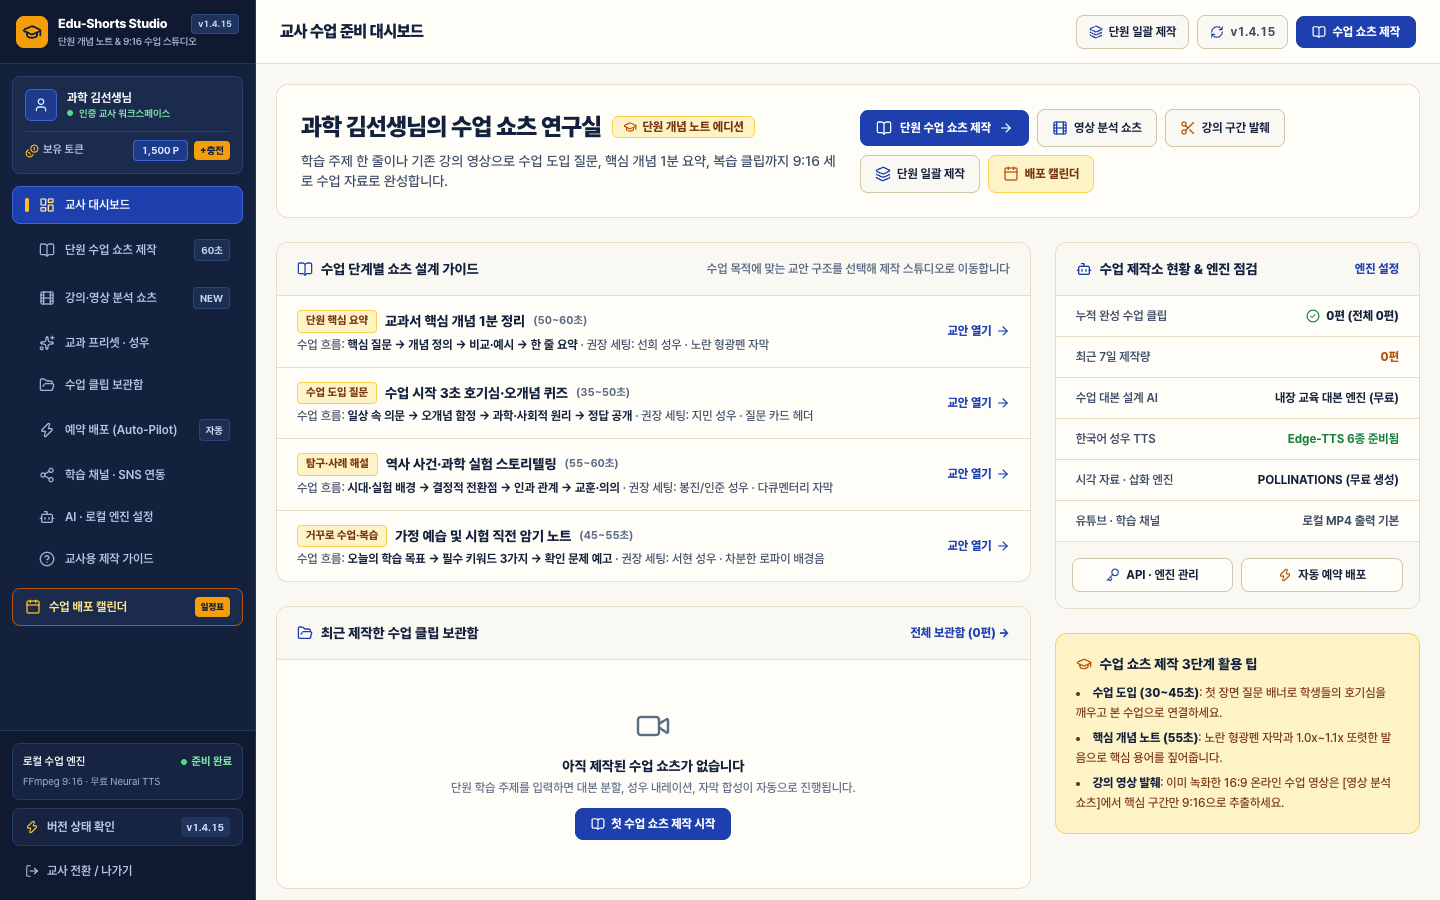 Edu-Shorts Studio
v1.4.15
단원 개념 노트 & 9:16 수업 스튜디오
과학 김선생님
인증 교사 워크스페이스
보유 토큰
1,500 P
+충전
교사 대시보드
단원 수업 쇼츠 제작
60초
강의·영상 분석 쇼츠
NEW
교과 프리셋 · 성우
수업 클립 보관함
예약 배포 (Auto-Pilot)
자동
학습 채널 · SNS 연동
AI · 로컬 엔진 설정
교사용 제작 가이드
수업 배포 캘린더
일정표
로컬 수업 엔진
준비 완료
FFmpeg 9:16 · 무료 Neural TTS
버전 상태 확인
v1.4.15
교사 전환 / 나가기
교사 수업 준비 대시보드
단원 일괄 제작
v1.4.15
수업 쇼츠 제작
과학 김선생님의 수업 쇼츠 연구실
단원 개념 노트 에디션
학습 주제 한 줄이나 기존 강의 영상으로 수업 도입 질문, 핵심 개념 1분 요약, 복습 클립까지 9:16 세
로 수업 자료로 완성합니다.
단원 수업 쇼츠 제작 →
영상 분석 쇼츠
강의 구간 발췌
단원 일괄 제작
배포 캘린더
수업 단계별 쇼츠 설계 가이드
수업 목적에 맞는 교안 구조를 선택해 제작 스튜디오로 이동합니다
단원 핵심 요약
교과서 핵심 개념 1분 정리
(50~60초)
수업 흐름: 핵심 질문 → 개념 정의 → 비교·예시 → 한 줄 요약 · 권장 세팅: 선희 성우 · 노란 형광펜 자막
교안 열기 →
수업 도입 질문
수업 시작 3초 호기심·오개념 퀴즈
(35~50초)
수업 흐름: 일상 속 의문 → 오개념 함정 → 과학·사회적 원리 → 정답 공개 · 권장 세팅: 지민 성우 · 질문 카드 헤더
교안 열기 →
탐구·사례 해설
역사 사건·과학 실험 스토리텔링
(55~60초)
수업 흐름: 시대·실험 배경 → 결정적 전환점 → 인과 관계 → 교훈·의의 · 권장 세팅: 봉진/인준 성우 · 다큐멘터리 자막
교안 열기 →
거꾸로 수업·복습
가정 예습 및 시험 직전 암기 노트
(45~55초)
수업 흐름: 오늘의 학습 목표 → 필수 키워드 3가지 → 확인 문제 예고 · 권장 세팅: 서현 성우 · 차분한 로파이 배경음
교안 열기 →
최근 제작한 수업 클립 보관함
전체 보관함 (0편) →
아직 제작된 수업 쇼츠가 없습니다
단원 학습 주제를 입력하면 대본 분할, 성우 내레이션, 자막 합성이 자동으로 진행됩니다.
첫 수업 쇼츠 제작 시작
수업 제작소 현황 & 엔진 점검
엔진 설정
누적 완성 수업 클립
0편 (전체 0편)
최근 7일 제작량
0편
수업 대본 설계 AI
내장 교육 대본 엔진 (무료)
한국어 성우 TTS
Edge-TTS 6종 준비됨
시각 자료 · 삽화 엔진
POLLINATIONS (무료 생성)
유튜브 · 학습 채널
로컬 MP4 출력 기본
API · 엔진 관리
자동 예약 배포
수업 쇼츠 제작 3단계 활용 팁
• 수업 도입 (30~45초): 첫 장면 질문 배너로 학생들의 호기심을
깨우고 본 수업으로 연결하세요.
• 핵심 개념 노트 (55초): 노란 형광펜 자막과 1.0x~1.1x 또렷한 발
음으로 핵심 용어를 짚어줍니다.
• 강의 영상 발췌: 이미 녹화한 16:9 온라인 수업 영상은 [영상 분석
쇼츠]에서 핵심 구간만 9:16으로 추출하세요.